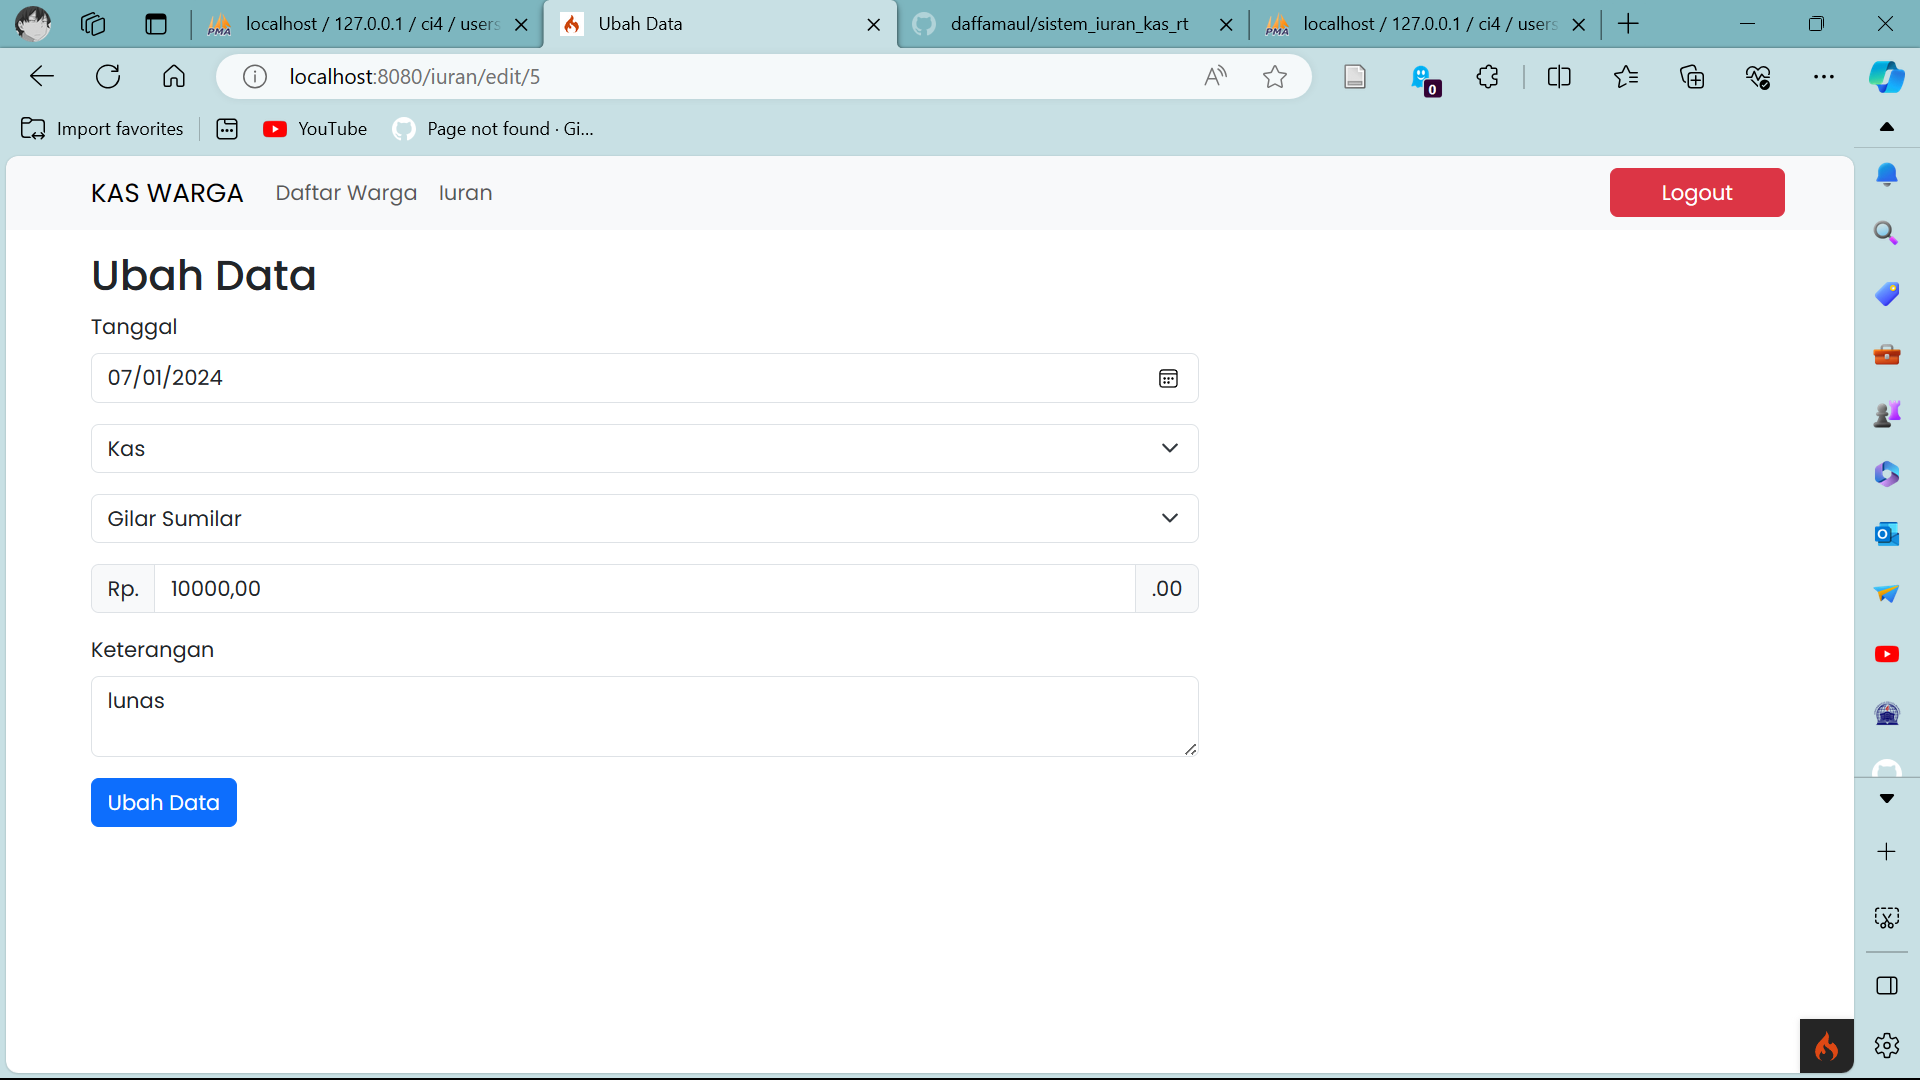 localhost / 127.0.0.1 / ci4 / users
Ubah Data
daffamaul/sistem_iuran_kas_rt
localhost / 127.0.0.1 / ci4 / users
localhost:8080/iuran/edit/5
0
Import favorites
YouTube
Page not found · Gi...
KAS WARGA
Daftar Warga
Iuran
Logout
Ubah Data
Tanggal
07/01/2024
Kas
Gilar Sumilar
Rp.
10000,00
.00
Keterangan
lunas
Ubah Data